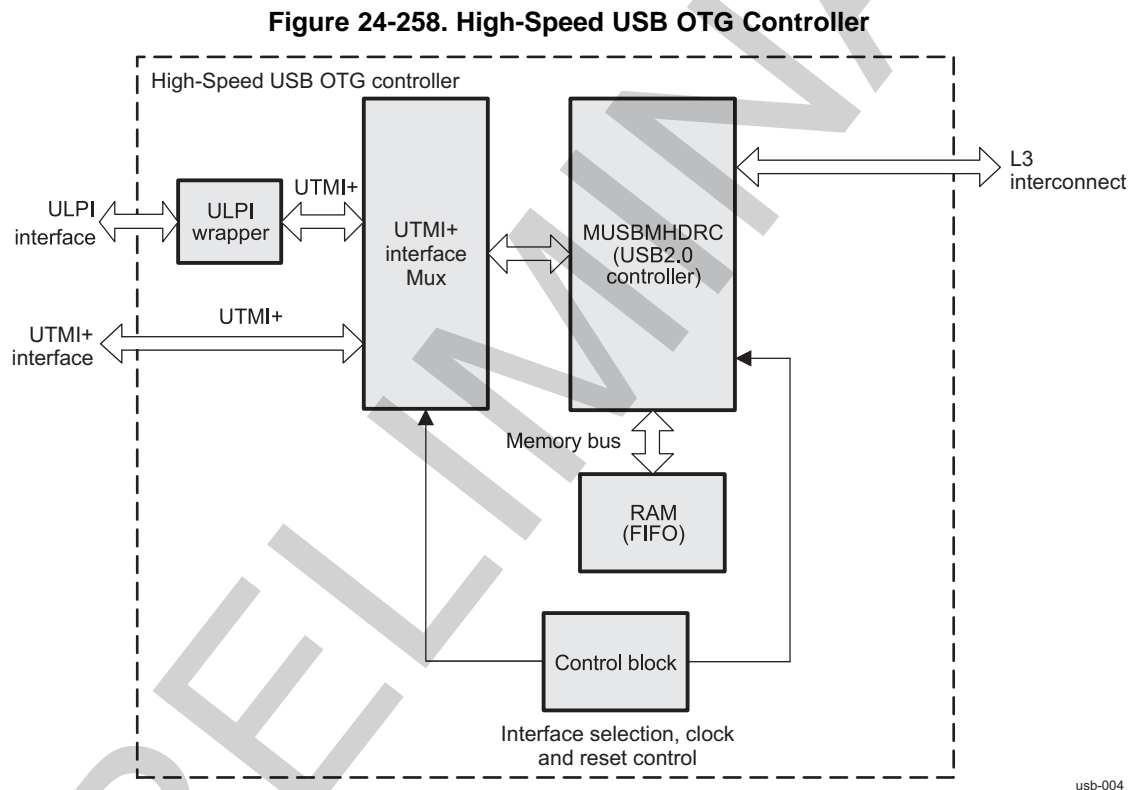 Figure 24-258. High-Speed USB OTG Controller
High-Speed USB OTG controller
ULPI
interface
ULPI
wrapper
UTMI+
UTMI+
interface
UTMI+
UTMI+
interface
Mux
MUSBMHDRC
(USB2.0
controller)
L3
interconnect
Memory bus
RAM
(FIFO)
Control block
Interface selection, clock
and reset control
usb-004
PRELIMINA